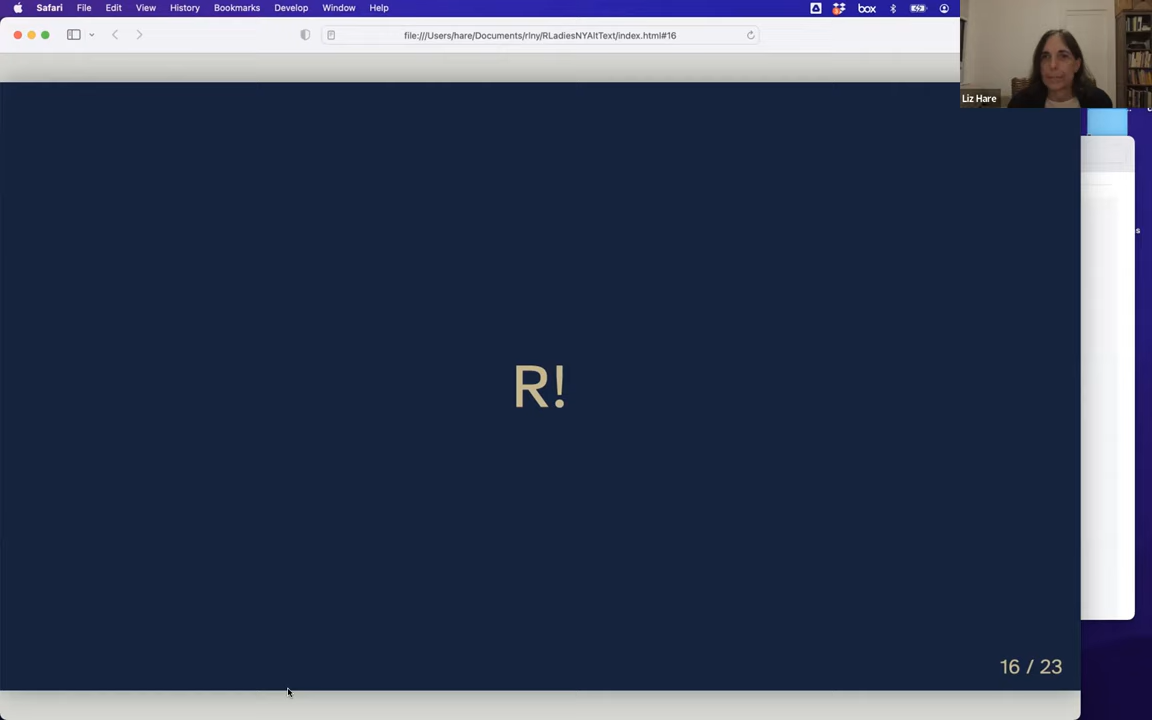 Safari File Edit View History Bookmarks Develop Window Help box
file:///Users/hare/Documents/rlny/RLadiesNYAltText/index.html#16
Liz Hare
s
R!
16 / 23